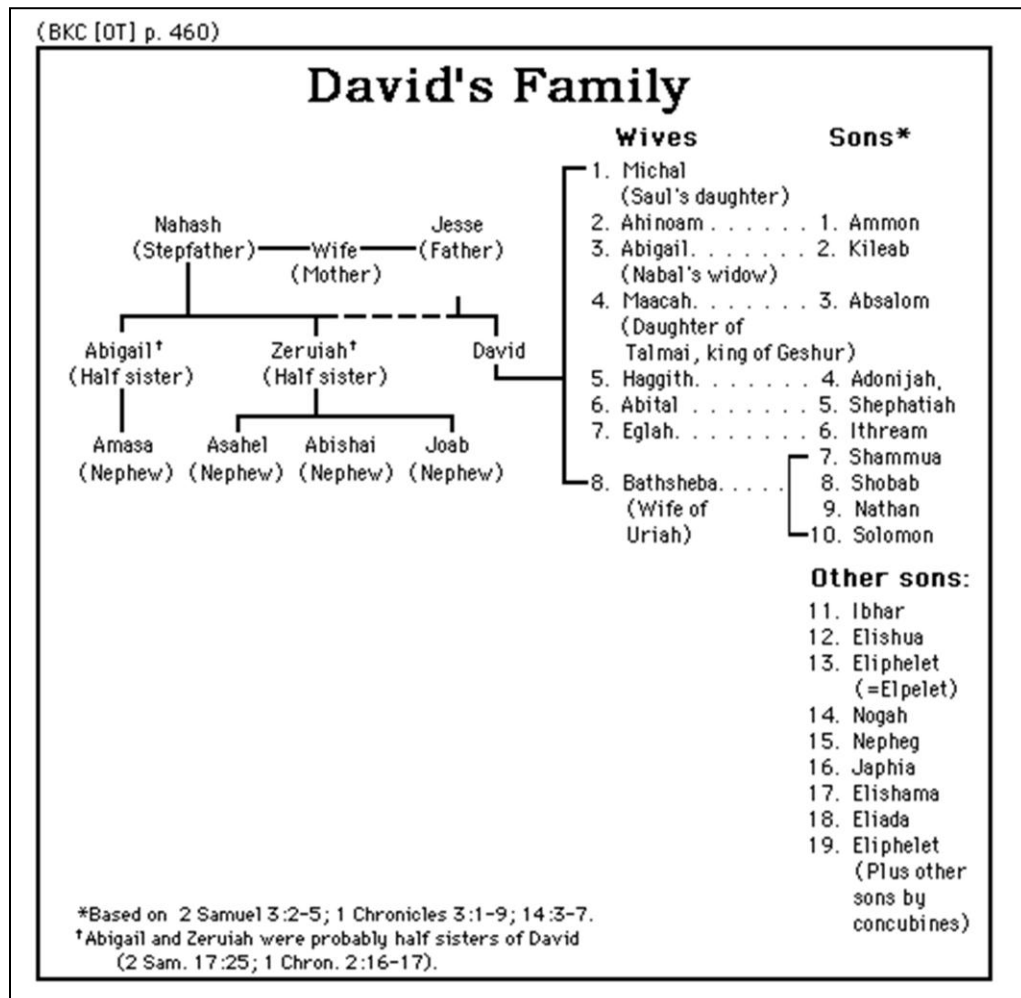 (BKC [OT] p. 460)
David's Family
Wives Sons*
1. Michal
(Saul's daughter)
Nahash Jesse
2. Ahinoam . . . . . . 1. Ammon
(Stepfather) Wife (Father)
3. Abigail. . . . . . . 2. Kileab
(Mother)
(Nabal's widow)
4. Maacah. . . . . . . 3. Absalom
(Daughter of
Talmai, king of Geshur)
Abigail† Zeruiah† David
(Half sister) (Half sister)
5. Haggith. . . . . . . 4. Adonijah,
6. Abital . . . . . . . 5. Shephatiah
7. Eglah. . . . . . . . 6. Ithream
Amasa Asahel Abishai Joab
(Nephew) (Nephew) (Nephew) (Nephew)
7. Shammua
8. Bathsheba. . . . . 8. Shobab
(Wife of 9. Nathan
Uriah) 10. Solomon
Other sons:
11. Ibhar
12. Elishua
13. Eliphelet
(=Elpelet)
14. Nogah
15. Nepheg
16. Japhia
17. Elishama
18. Eliada
19. Eliphelet
(Plus other
sons by
concubines)
*Based on 2 Samuel 3:2-5; 1 Chronicles 3:1-9; 14:3-7.
†Abigail and Zeruiah were probably half sisters of David
(2 Sam. 17:25; 1 Chron. 2:16-17).